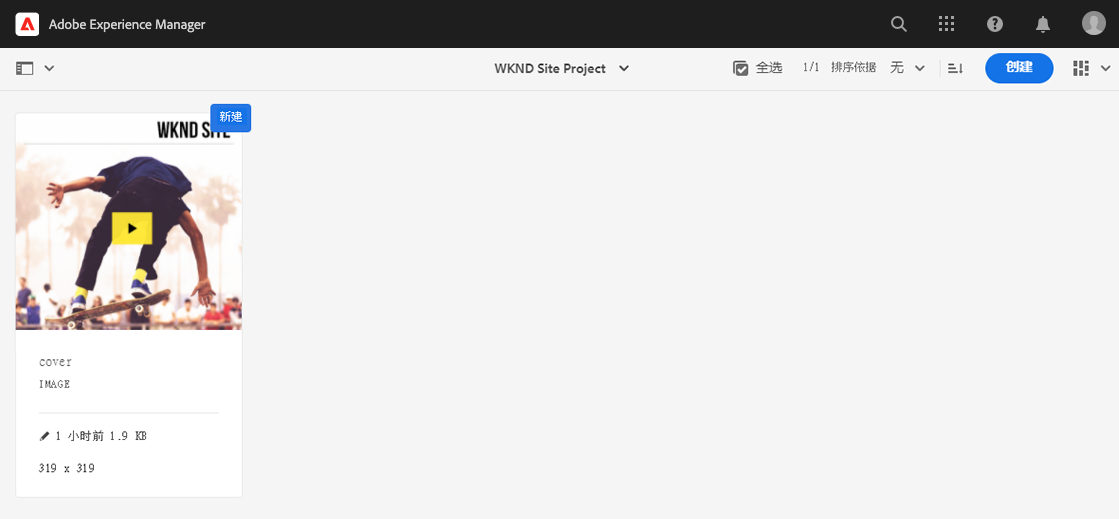 Adobe Experience Manager
WKND Site Project
全选
1/1
排序依据
无
创建
新建
WKND SITE
cover
IMAGE
1 小时前 1.9 KB
319 x 319